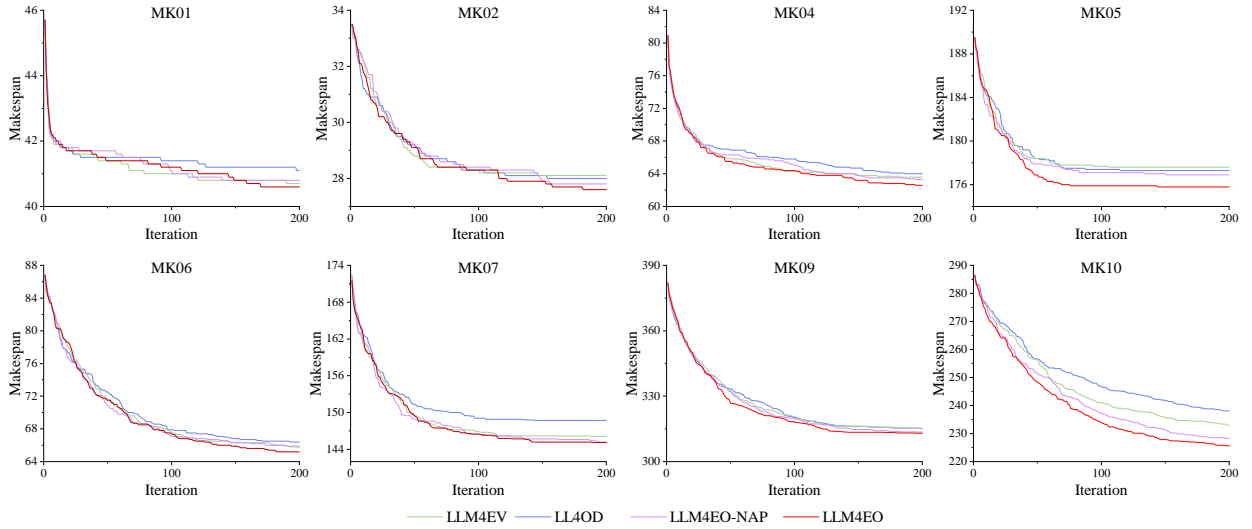 MK01 MK02 MK04 MK05
46 34 84 192
44 32 80 188
42 30 76 184
40 28 72 180
68 176
64
60
Makespan Makespan Makespan Makespan
0 100 200 0 100 200 0 100 200 0 100 200
Iteration Iteration Iteration Iteration
MK06 MK07 MK09 MK10
88 174 390 290
84 168 360 280
80 162 330 270
76 156 300 260
72 150 250
68 144 240
64 230
220
Makespan Makespan Makespan Makespan
0 100 200 0 100 200 0 100 200 0 100 200
Iteration Iteration Iteration Iteration
LLM4EV LL4OD LLM4EO-NAP LLM4EO